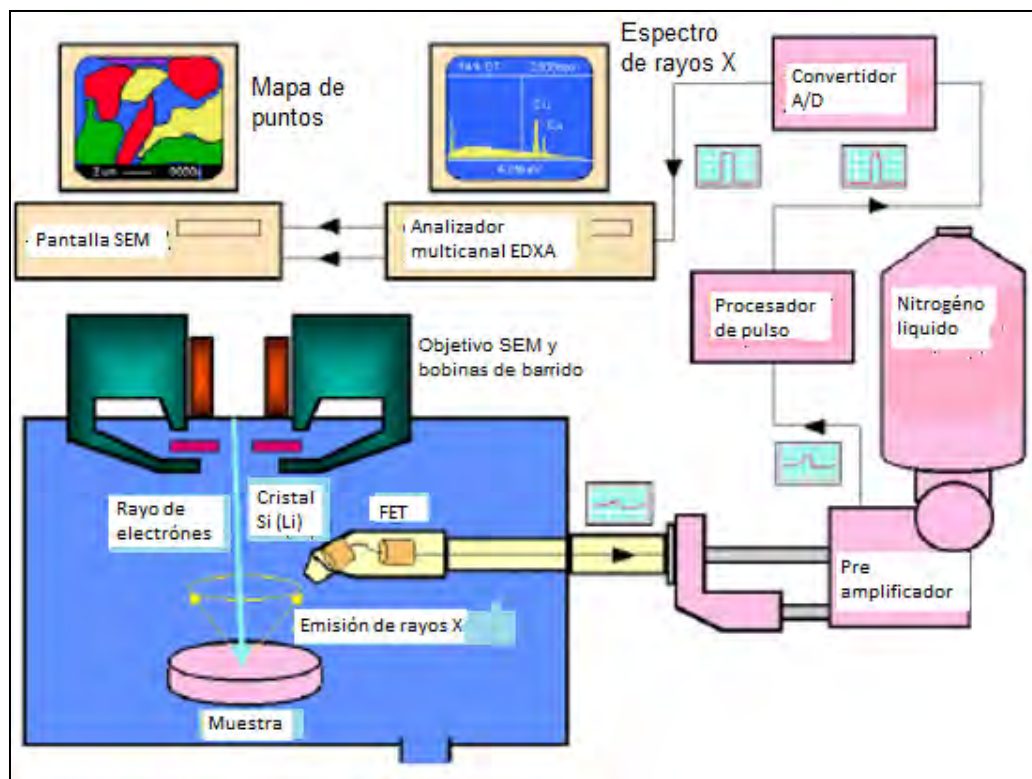 Mapa de
puntos
Espectro
de rayos X
Convertidor
A/D
Cu
Pantalla SEM
Analizador
multicanal EDXA
Procesador
de pulso
Nitrogéno
liquido
Objetivo SEM y
bobinas de barrido
Rayo de
electrónes
Cristal
Si (Li)
FET
Emisión de rayos X
Pre
amplificador
Muestra